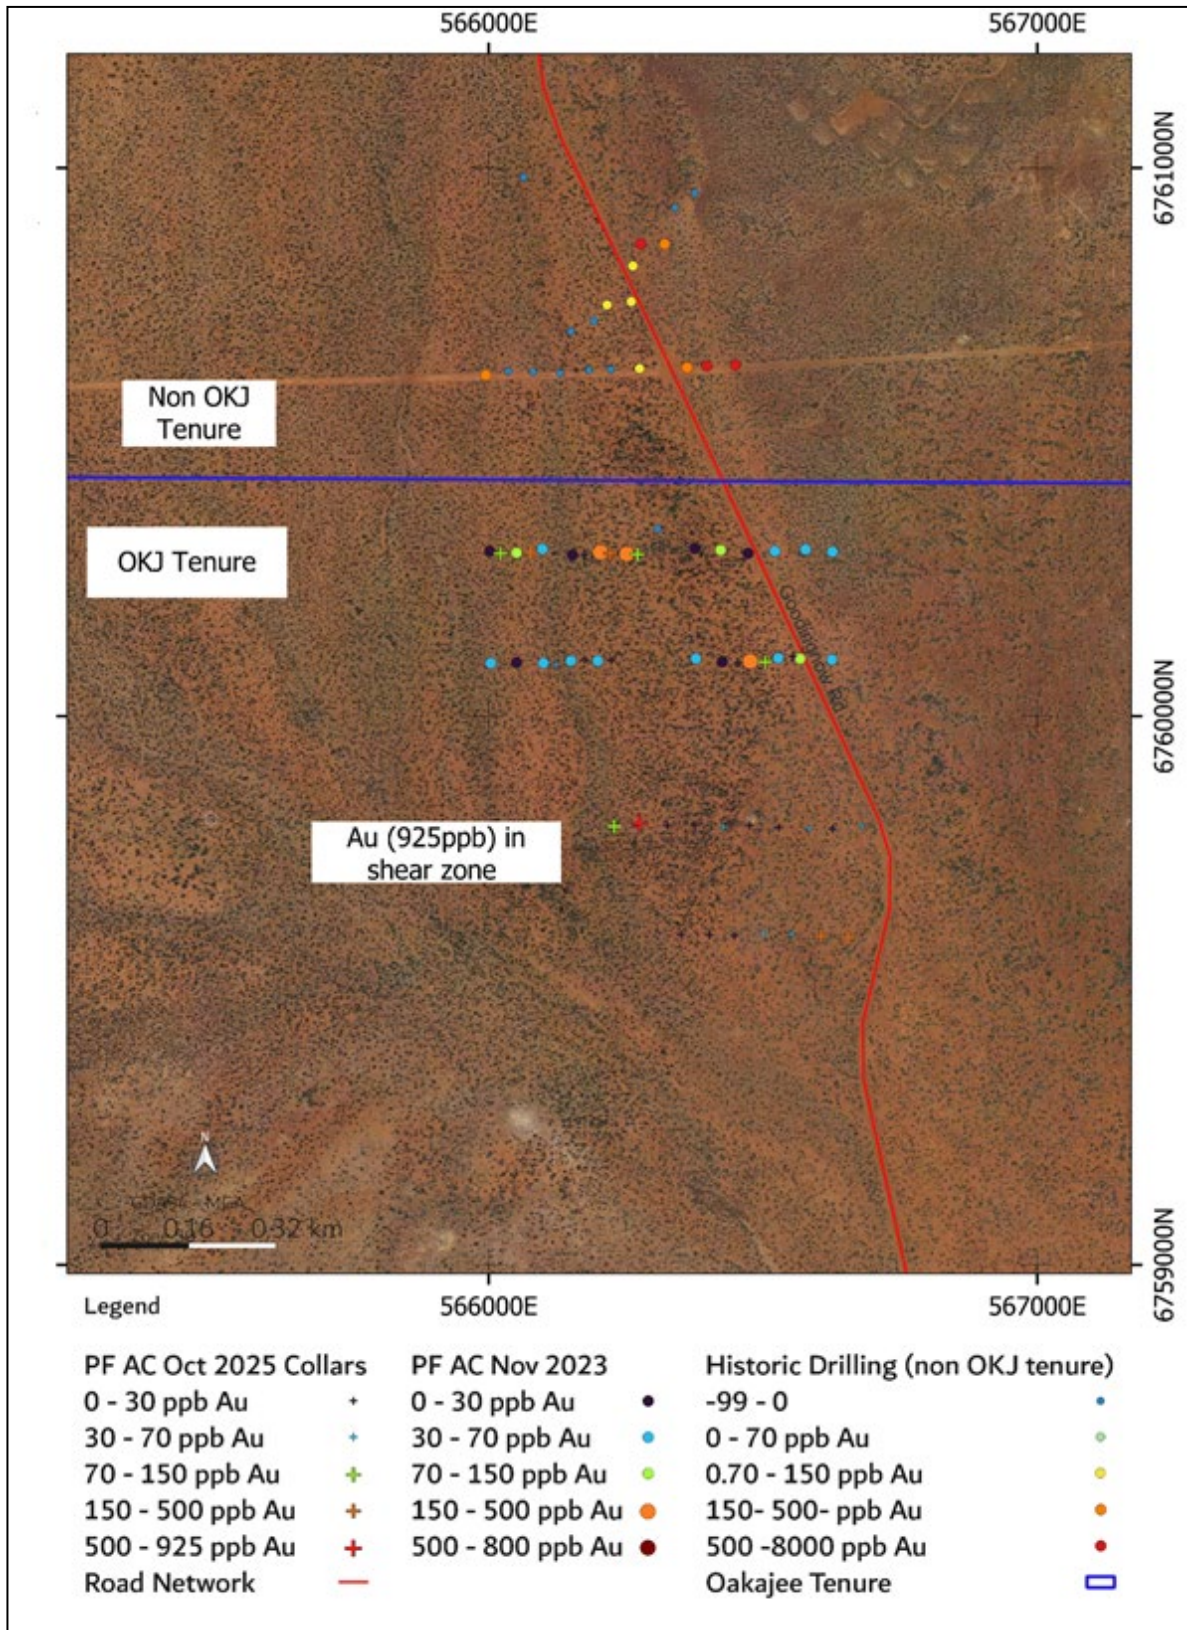 566000E 567000E
6761000N
Non OKJ
Tenure
OKJ Tenure
6760000N
Au (925ppb) in
shear zone
N
0 0.16 0.32 km
6759000N
566000E 567000E
Legend
PF AC Oct 2025 Collars
0 - 30 ppb Au
30 - 70 ppb Au
70 - 150 ppb Au
150 - 500 ppb Au
500 - 925 ppb Au
Road Network
PF AC Nov 2023
0 - 30 ppb Au
30 - 70 ppb Au
70 - 150 ppb Au
150 - 500 ppb Au
500 - 800 ppb Au
Historic Drilling (non OKJ tenure)
-99 - 0
0 - 70 ppb Au
0.70 - 150 ppb Au
150- 500- ppb Au
500 -8000 ppb Au
Oakajee Tenure